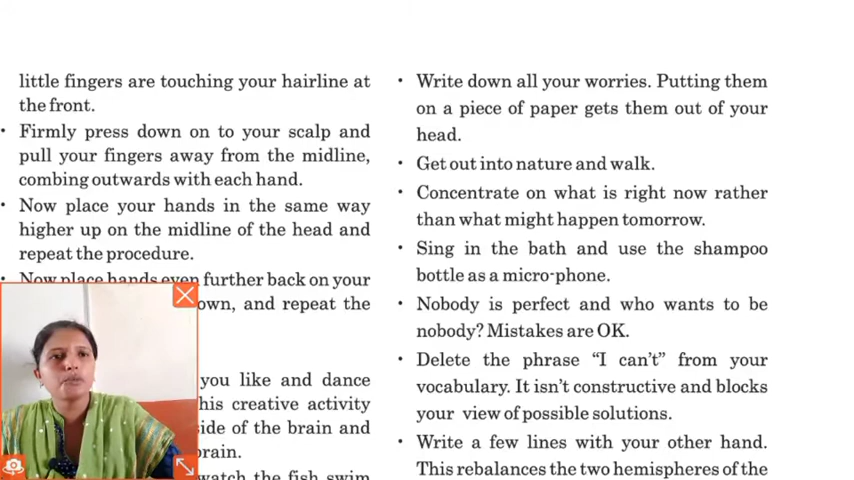 little fingers are touching your hairline at
the front.
• Firmly press down on to your scalp and
pull your fingers away from the midline,
combing outwards with each hand.
• Now place your hands in the same way
higher up on the midline of the head and
repeat the procedure.
• Now place hands even further back on your
own, and repeat the
you like and dance
his creative activity
side of the brain and
brain.
watch the fish swim
• Write down all your worries. Putting them
on a piece of paper gets them out of your
head.
• Get out into nature and walk.
• Concentrate on what is right now rather
than what might happen tomorrow.
• Sing in the bath and use the shampoo
bottle as a micro-phone.
• Nobody is perfect and who wants to be
nobody? Mistakes are OK.
• Delete the phrase “I can’t” from your
vocabulary. It isn’t constructive and blocks
your view of possible solutions.
• Write a few lines with your other hand.
This rebalances the two hemispheres of the